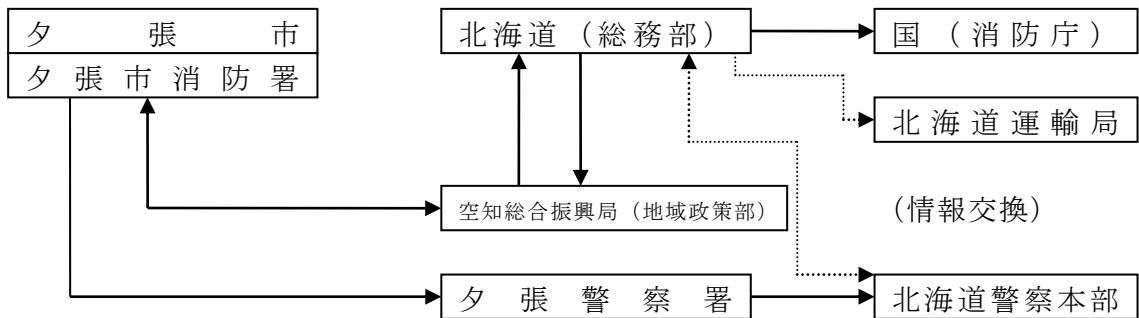 夕張市
夕張市消防署
北海道（総務部）
国（消防庁）
北海道運輸局
空知総合振興局（地域政策部）
（情報交換）
夕張警察署
北海道警察本部